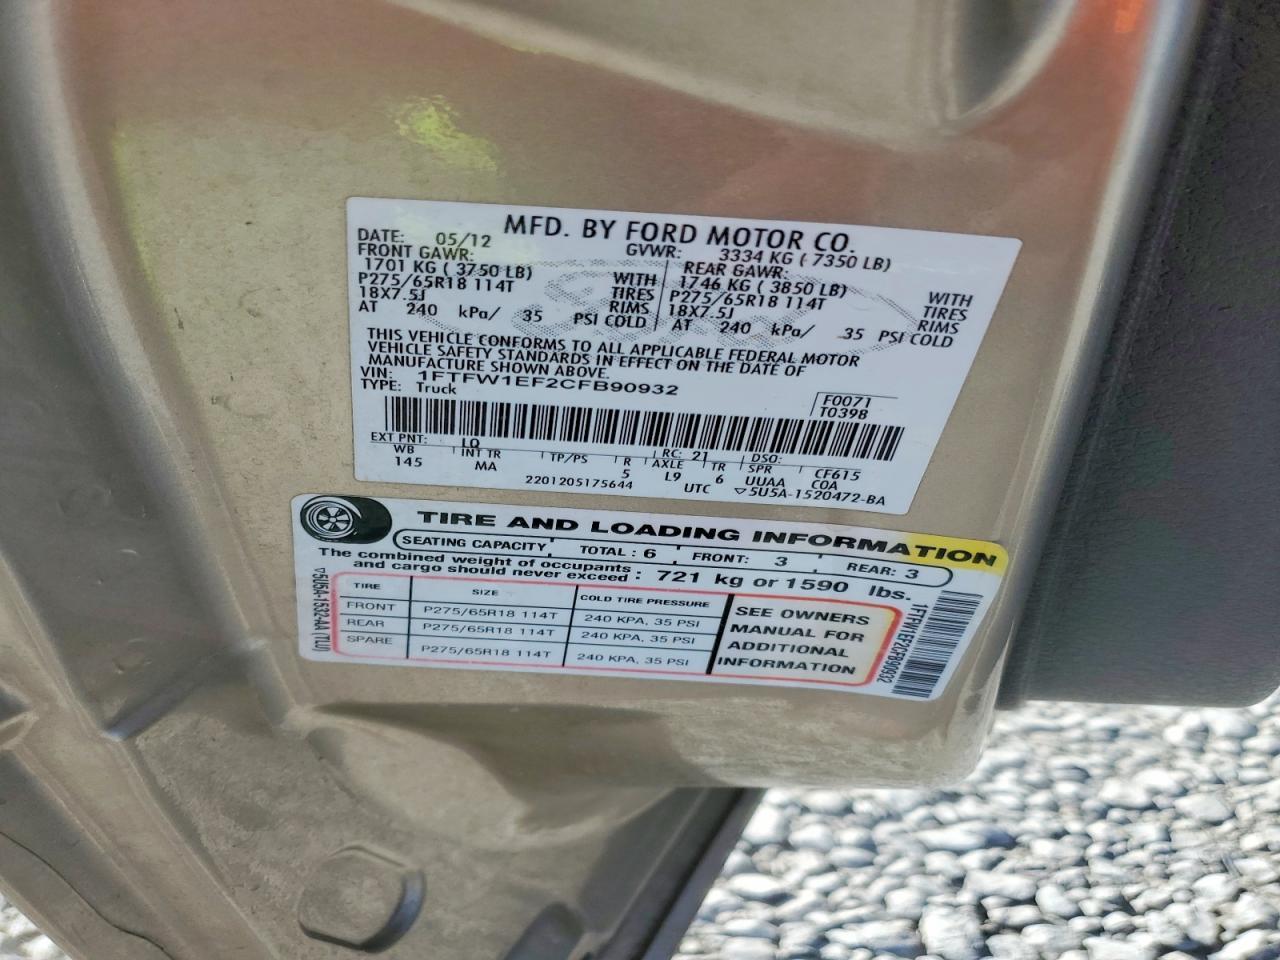 MFD. BY FORD MOTOR CO.
DATE: 05/12 GVWR: 3334 KG ( 7350 LB)
FRONT GAWR: REAR GAWR:
1701 KG ( 3750 LB) WITH 1746 KG ( 3850 LB) WITH
P275/65R18 114T TIRES P275/65R18 114T TIRES
18X7.5J RIMS 18X7.5J RIMS
AT 240 kPa/ 35 PSI COLD AT 240 kPa/ 35 PSI COLD
THIS VEHICLE CONFORMS TO ALL APPLICABLE FEDERAL MOTOR
VEHICLE SAFETY STANDARDS IN EFFECT ON THE DATE OF
MANUFACTURE SHOWN ABOVE.
VIN: 1FTFW1EF2CFB90932
TYPE: Truck
F0071
T0398
EXT PNT: LQ RC: 21 DSO:
WB INT TR TP/PS R AXLE TR SPR CF615
145 MA 5 L9 6 UUAA COA
2201205175644 UTC ▽5U5A-1520472-BA
TIRE AND LOADING INFORMATION
SEATING CAPACITY TOTAL : 6 FRONT: 3 REAR: 3
The combined weight of occupants
and cargo should never exceed : 721 kg or 1590 lbs.
TIRE SIZE COLD TIRE PRESSURE
FRONT P275/65R18 114T 240 KPA, 35 PSI
REAR P275/65R18 114T 240 KPA, 35 PSI
SPARE P275/65R18 114T 240 KPA, 35 PSI
SEE OWNERS
MANUAL FOR
ADDITIONAL
INFORMATION
▽5U5A-1532-AA (TL0)
1FTFW1EF2CFB90932